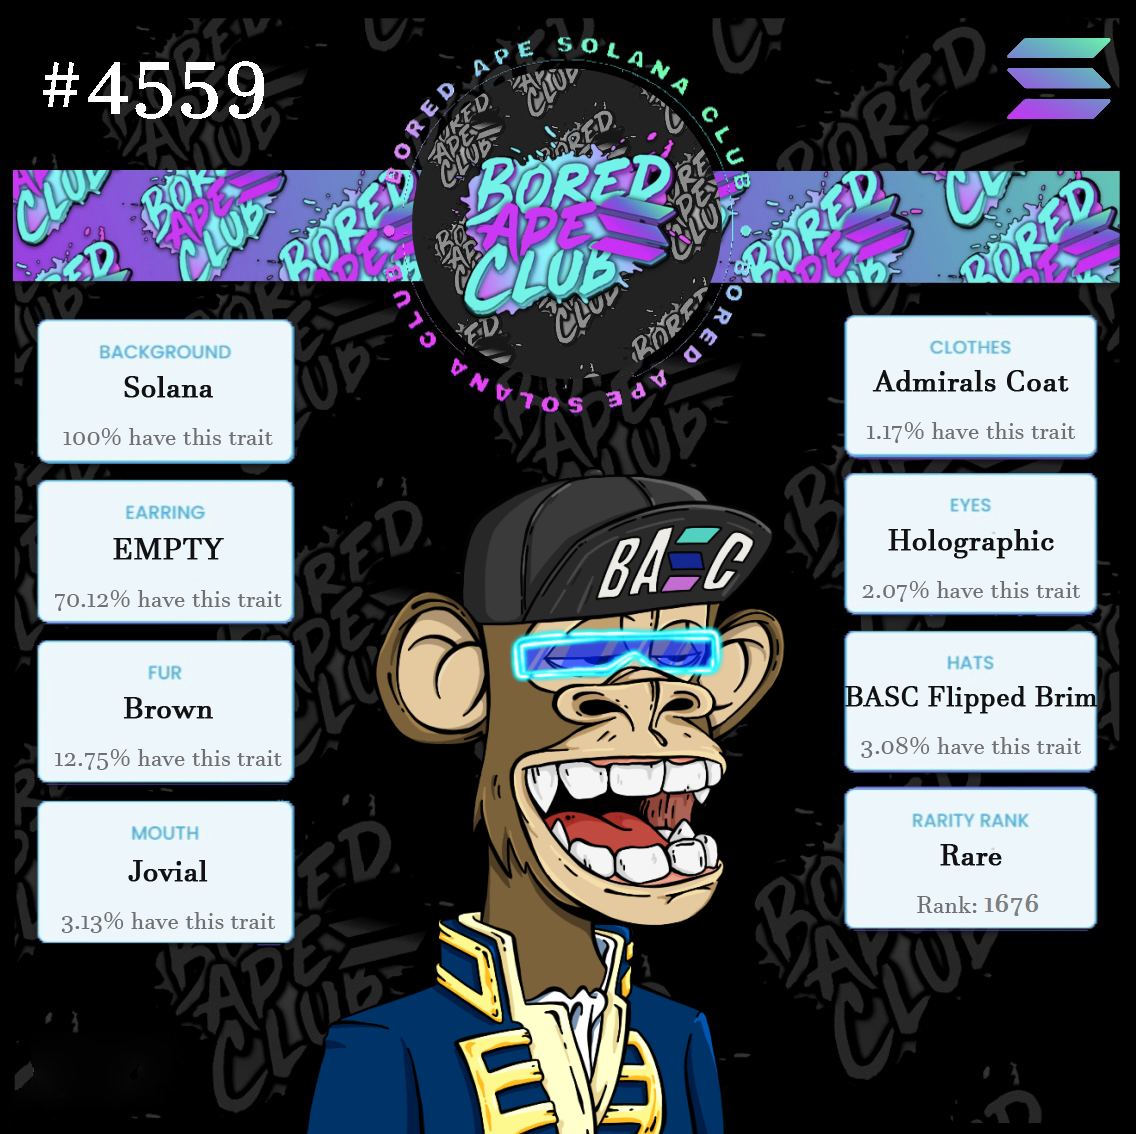 #4559
BORED APE SOLANA CLUB
BORED APE SOLANA CLUB
BORED
APE
CLUB
BACKGROUND
Solana
100% have this trait
EARRING
EMPTY
70.12% have this trait
FUR
Brown
12.75% have this trait
MOUTH
Jovial
3.13% have this trait
CLOTHES
Admirals Coat
1.17% have this trait
EYES
Holographic
2.07% have this trait
HATS
BASC Flipped Brim
3.08% have this trait
RARITY RANK
Rare
Rank: 1676
BASC